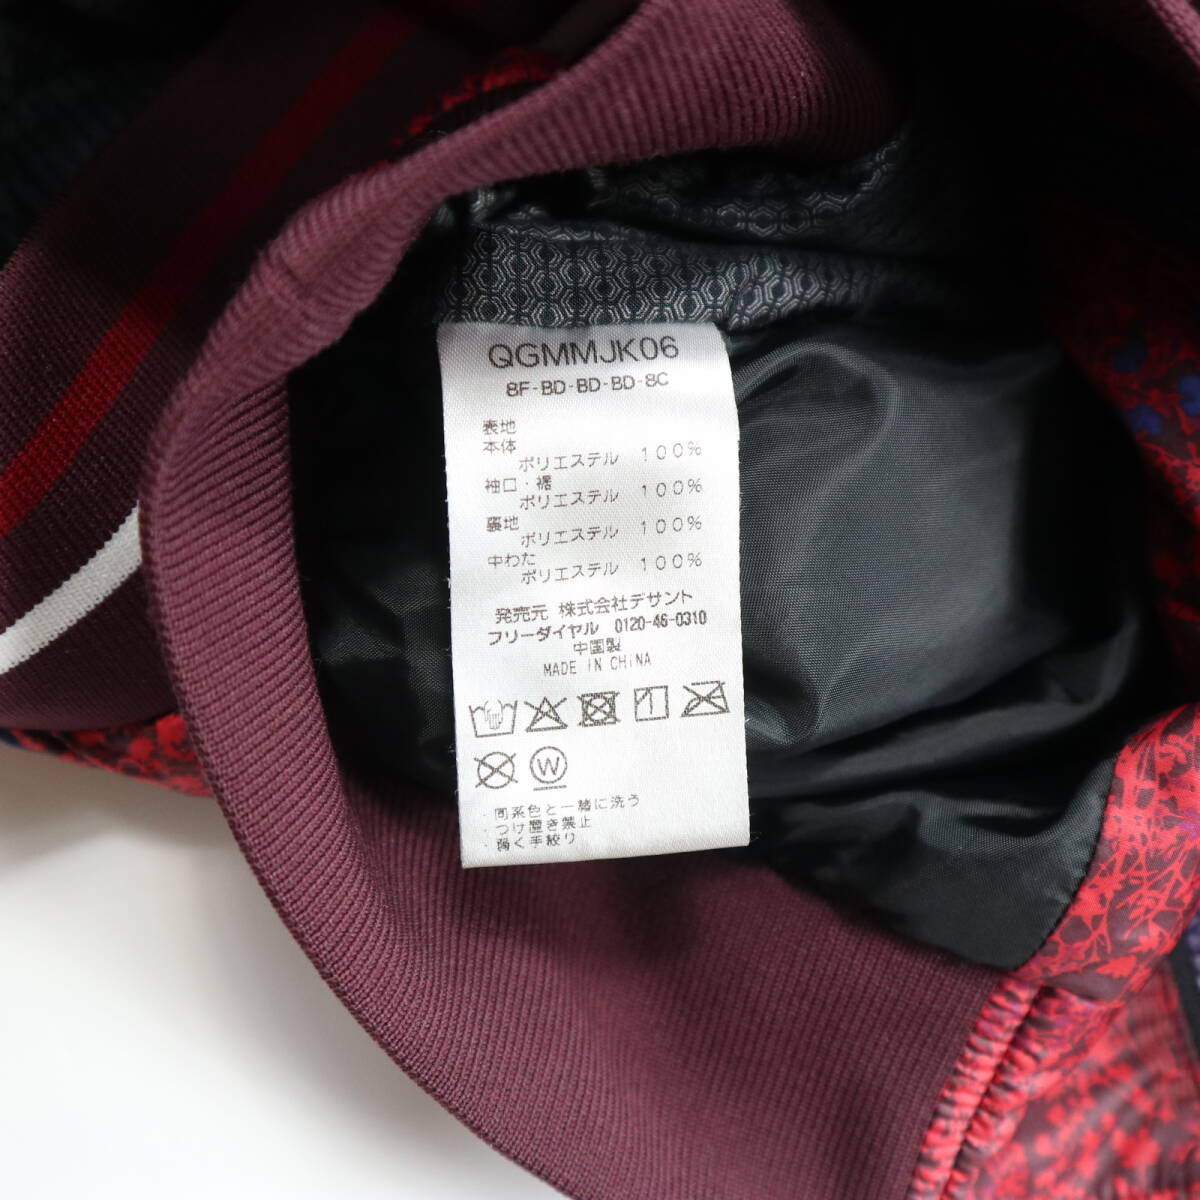 QGMMJK06
8F-BD-BD-BD-8C
表地
本体
ポリエステル 100%
袖口・裾
ポリエステル 100%
裏地
ポリエステル 100%
中わた
ポリエステル 100%
発売元 株式会社デサント
フリーダイヤル 0120-46-0310
中国製
MADE IN CHINA
W
・同系色と一緒に洗う
・つけ置き禁止
・弱く手絞り